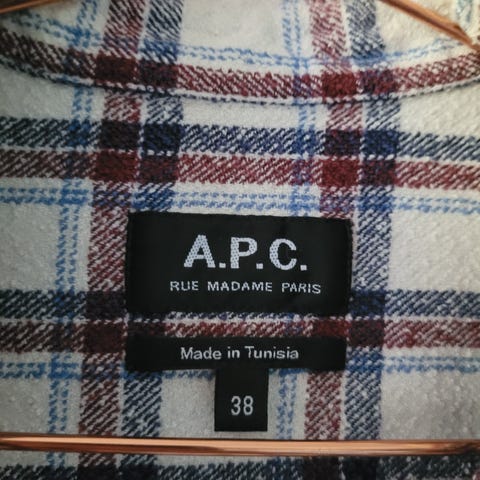 A.P.C.
RUE MADAME PARIS
Made in Tunisia
38